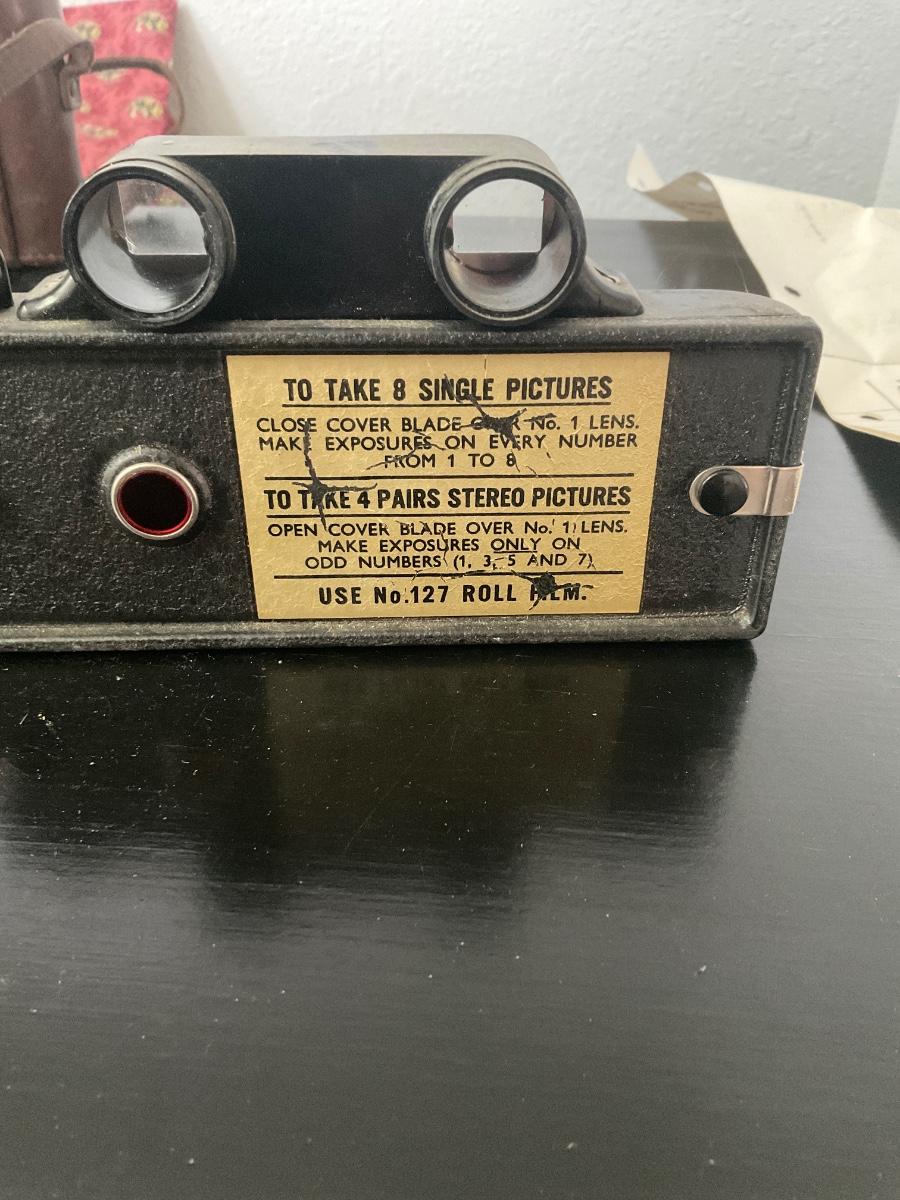 TO TAKE 8 SINGLE PICTURES
CLOSE COVER BLADE OVER No. 1 LENS.
MAKE EXPOSURES ON EVERY NUMBER
FROM 1 TO 8
TO TAKE 4 PAIRS STEREO PICTURES
OPEN COVER BLADE OVER No. 1 LENS.
MAKE EXPOSURES ONLY ON
ODD NUMBERS (1, 3, 5 AND 7)
USE No.127 ROLL FILM.